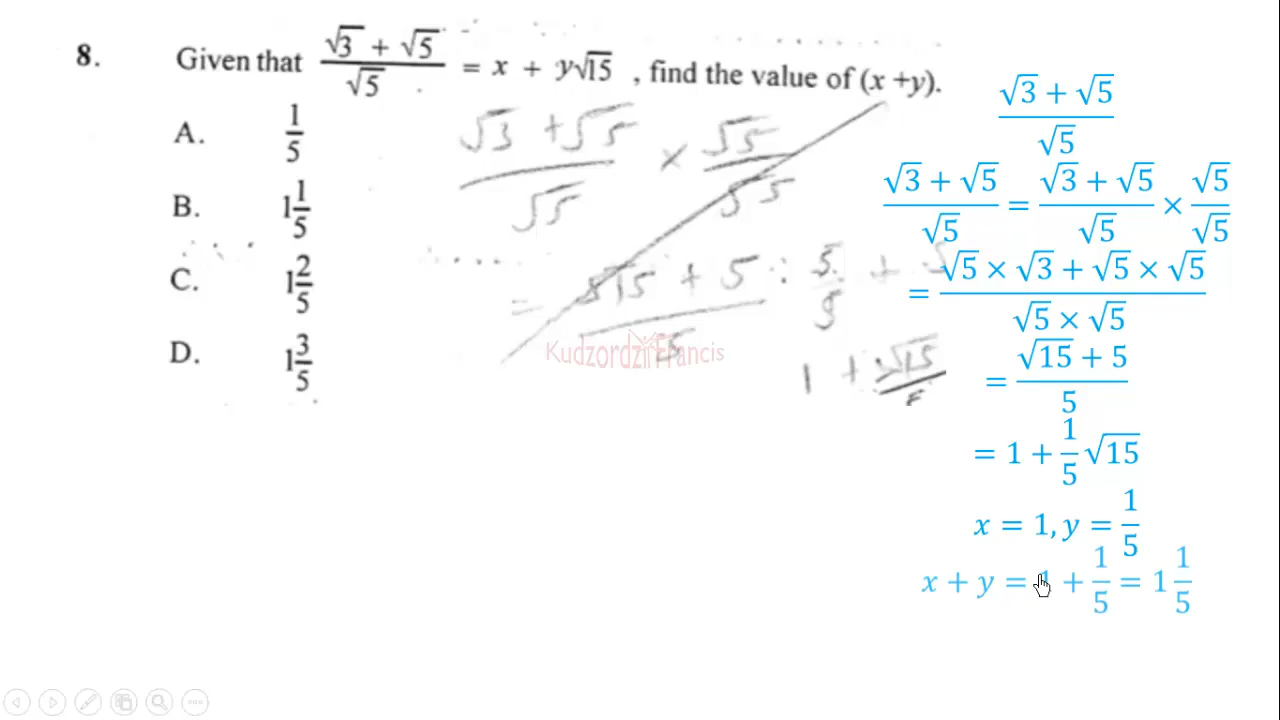 8. Given that (√3 + √5)/√5 = x + y√15 , find the value of (x +y).
A. 1/5
B. 1 1/5
C. 1 2/5
D. 1 3/5
(√3 + √5)/√5 × √5/√5
= (√15 + 5)/5 : 5/5 +
1 + √15/5
Kudzordzi Francis
(√3 + √5)/√5
(√3 + √5)/√5 = (√3 + √5)/√5 × √5/√5
= (√5 × √3 + √5 × √5)/(√5 × √5)
= (√15 + 5)/5
= 1 + 1/5 √15
x = 1, y = 1/5
x + y = 1 + 1/5 = 1 1/5